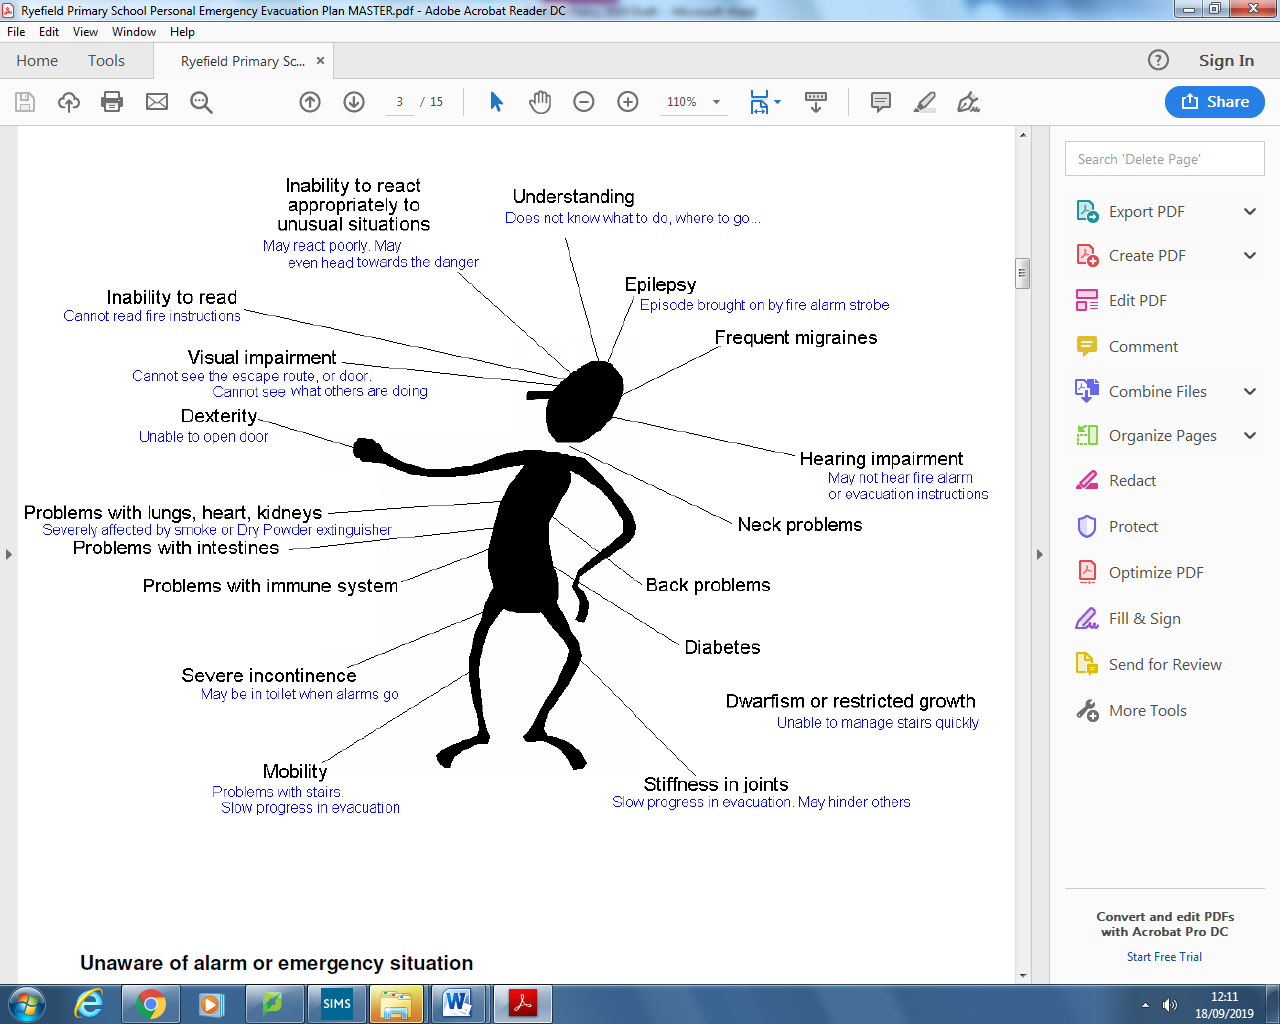 Ryefield Primary School Personal Emergency Evacuation Plan MASTER.pdf - Adobe Acrobat Reader DC
File Edit View Window Help
Home Tools Ryefield Primary Sc... × Sign In
3 / 15 110% Share
Inability to react
appropriately to
unusual situations
May react poorly. May
even head towards the danger
Understanding
Does not know what to do, where to go...
Epilepsy
Episode brought on by fire alarm strobe
Inability to read
Cannot read fire instructions
Frequent migraines
Visual impairment
Cannot see the escape route, or door.
Cannot see what others are doing
Dexterity
Unable to open door
Hearing impairment
May not hear fire alarm
or evacuation instructions
Problems with lungs, heart, kidneys
Severely affected by smoke or Dry Powder extinguisher
Neck problems
Problems with intestines
Problems with immune system
Back problems
Diabetes
Severe incontinence
May be in toilet when alarms go
Dwarfism or restricted growth
Unable to manage stairs quickly
Mobility
Problems with stairs.
Slow progress in evacuation
Stiffness in joints
Slow progress in evacuation. May hinder others
Unaware of alarm or emergency situation
Search 'Delete Page'
Export PDF
Create PDF
Edit PDF
Comment
Combine Files
Organize Pages
Redact
Protect
Optimize PDF
Fill & Sign
Send for Review
More Tools
Convert and edit PDFs
with Acrobat Pro DC
Start Free Trial
SIMS
12:11
18/09/2019